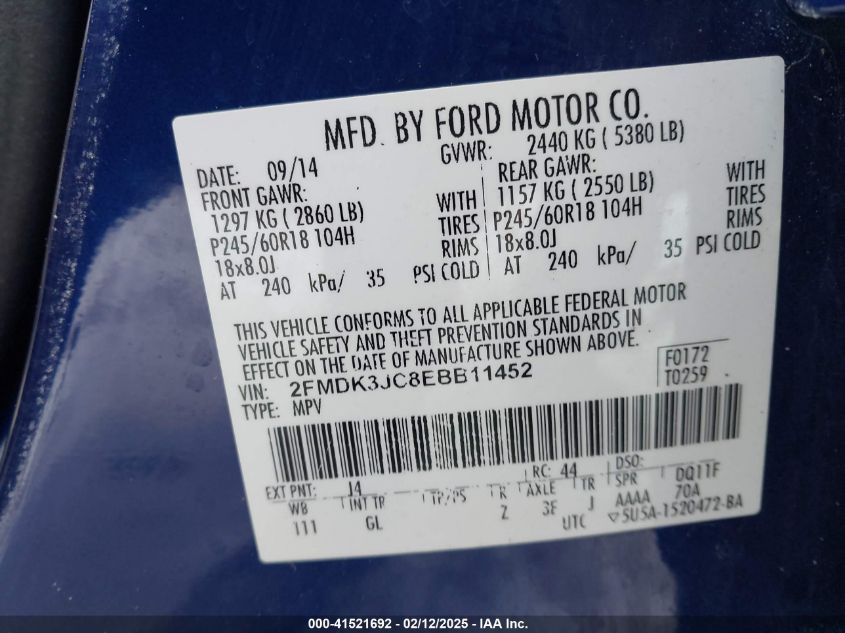 MFD. BY FORD MOTOR CO.
DATE: 09/14 GVWR: 2440 KG ( 5380 LB)
FRONT GAWR: REAR GAWR:
1297 KG ( 2860 LB) WITH 1157 KG ( 2550 LB) WITH
P245/60R18 104H TIRES P245/60R18 104H TIRES
18x8.0J RIMS 18x8.0J RIMS
AT 240 kPa/ 35 PSI COLD AT 240 kPa/ 35 PSI COLD
THIS VEHICLE CONFORMS TO ALL APPLICABLE FEDERAL MOTOR
VEHICLE SAFETY AND THEFT PREVENTION STANDARDS IN
EFFECT ON THE DATE OF MANUFACTURE SHOWN ABOVE.
VIN: 2FMDK3JC8EBB11452 F0172
TYPE: MPV T0259
EXT PNT: J4 RC: 44 DSO:
WB INT TR TP/PS R AXLE TR SPR DQ11F
111 GL Z 3F J AAAA 70A
UTC ▽5U5A-1520472-BA
000-41521692 - 02/12/2025 - IAAI Inc.